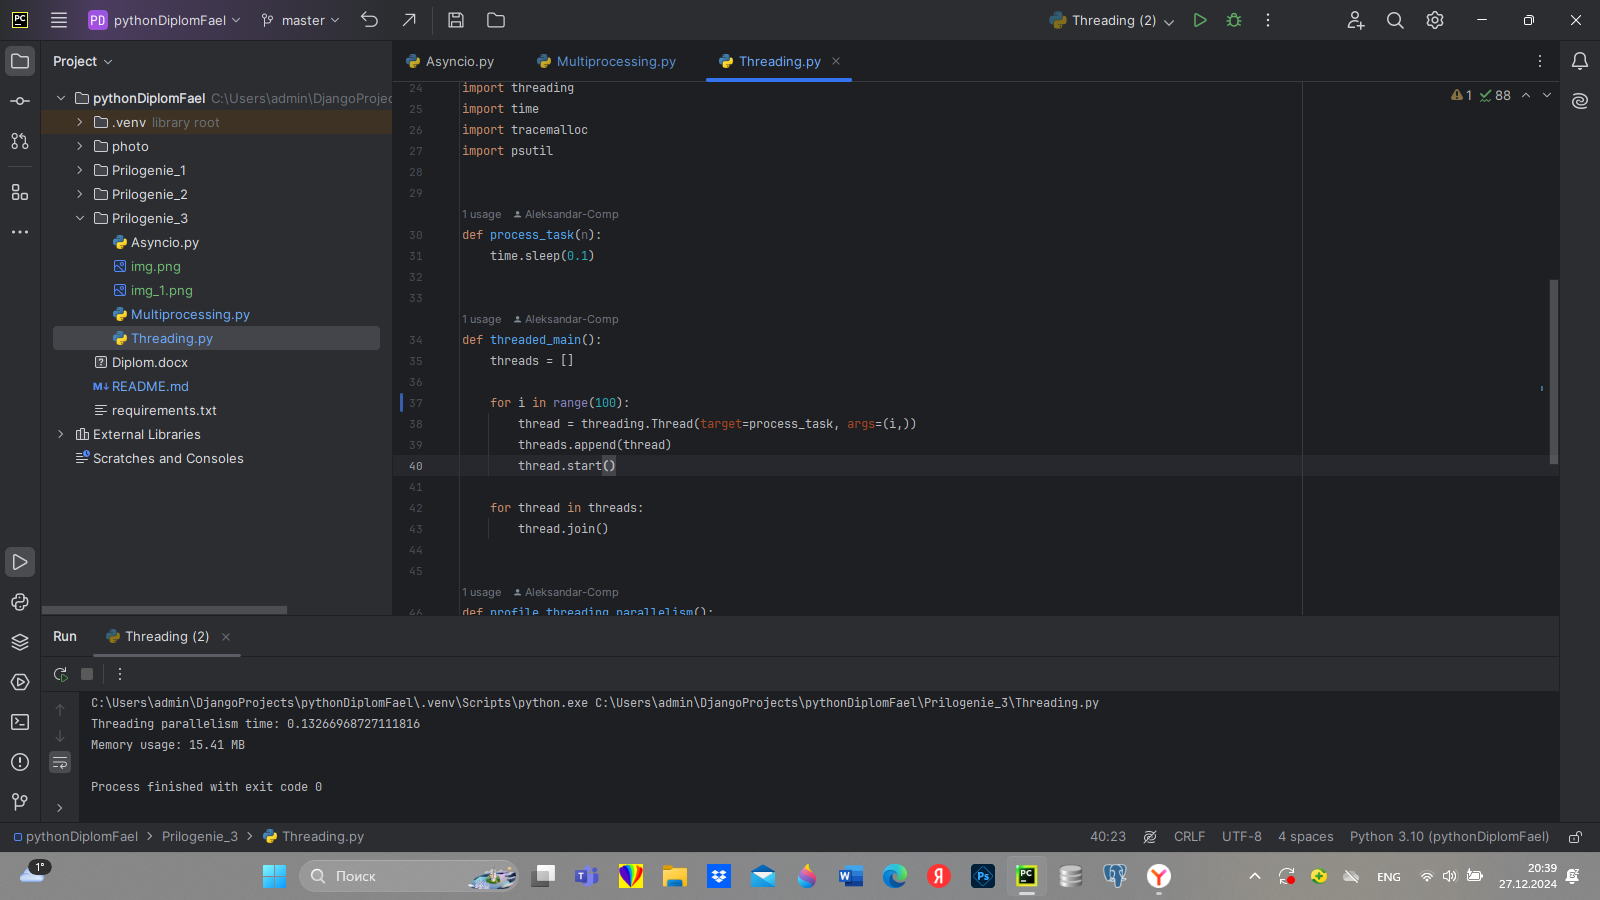 PC
PD pythonDiplomFael
master
Threading (2)
Project
Asyncio.py
Multiprocessing.py
Threading.py
pythonDiplomFael C:\Users\admin\DjangoProjec
.venv library root
photo
Prilogenie_1
Prilogenie_2
Prilogenie_3
Asyncio.py
img.png
img_1.png
Multiprocessing.py
Threading.py
Diplom.docx
M↓ README.md
requirements.txt
External Libraries
Scratches and Consoles
1 88
24 import threading
25 import time
26 import tracemalloc
27 import psutil
28
29
1 usage Aleksandar-Comp
30 def process_task(n):
31 time.sleep(0.1)
32
33
1 usage Aleksandar-Comp
34 def threaded_main():
35 threads = []
36
37 for i in range(100):
38 thread = threading.Thread(target=process_task, args=(i,))
39 threads.append(thread)
40 thread.start()
41
42 for thread in threads:
43 thread.join()
44
45
1 usage Aleksandar-Comp
46 def profile_threading_parallelism():
Run Threading (2)
C:\Users\admin\DjangoProjects\pythonDiplomFael\.venv\Scripts\python.exe C:\Users\admin\DjangoProjects\pythonDiplomFael\Prilogenie_3\Threading.py
Threading parallelism time: 0.13266968727111816
Memory usage: 15.41 MB
Process finished with exit code 0
pythonDiplomFael > Prilogenie_3 > Threading.py
40:23 CRLF UTF-8 4 spaces Python 3.10 (pythonDiplomFael)
1°
Поиск
ENG
20:39
27.12.2024